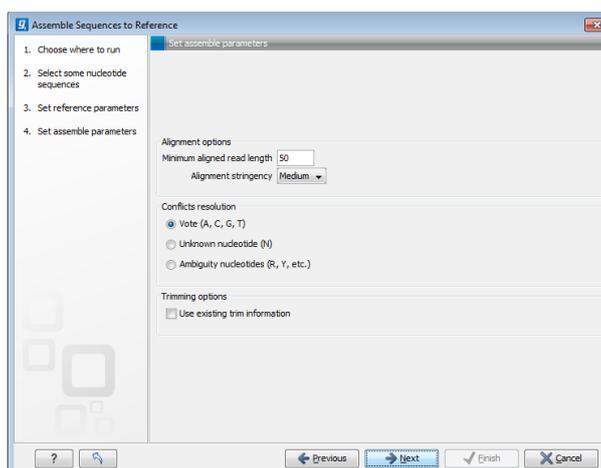 Assemble Sequences to Reference
1. Choose where to run
2. Select some nucleotide
sequences
3. Set reference parameters
4. Set assemble parameters
Set assemble parameters
Alignment options
Minimum aligned read length 50
Alignment stringency Medium
Conflicts resolution
Vote (A, C, G, T)
Unknown nucleotide (N)
Ambiguity nucleotides (R, Y, etc.)
Trimming options
Use existing trim information
? Previous Next Finish Cancel